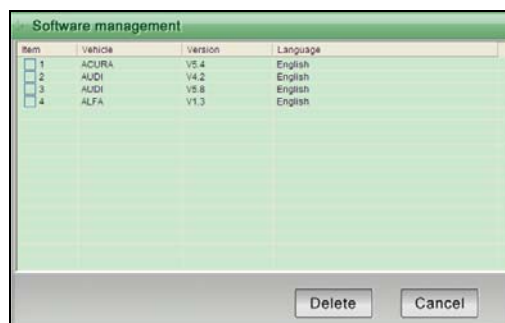 Software management
Item Vehicle Version Language
1 ACURA V5.4 English
2 AUDI V4.2 English
3 AUDI V5.8 English
4 ALFA V1.3 English
Delete Cancel